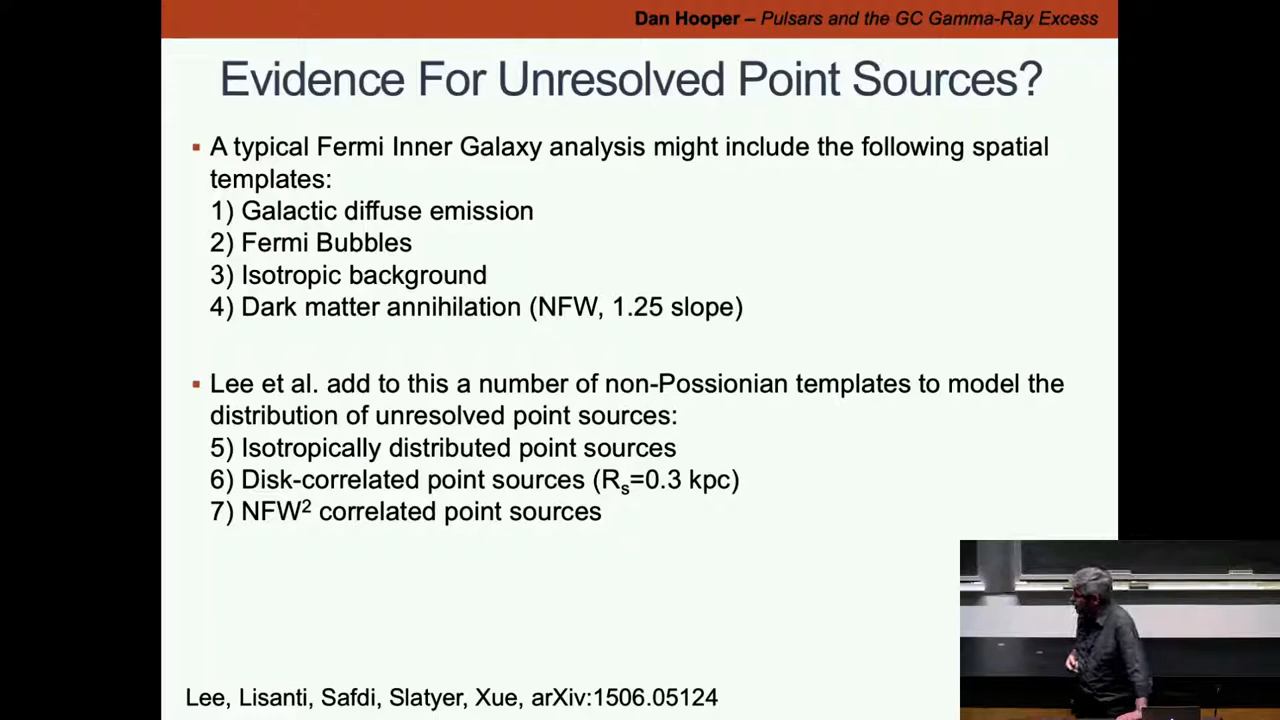 Dan Hooper – Pulsars and the GC Gamma-Ray Excess
Evidence For Unresolved Point Sources?
▪ A typical Fermi Inner Galaxy analysis might include the following spatial
templates:
1) Galactic diffuse emission
2) Fermi Bubbles
3) Isotropic background
4) Dark matter annihilation (NFW, 1.25 slope)
▪ Lee et al. add to this a number of non-Possionian templates to model the
distribution of unresolved point sources:
5) Isotropically distributed point sources
6) Disk-correlated point sources (Rₛ=0.3 kpc)
7) NFW² correlated point sources
Lee, Lisanti, Safdi, Slatyer, Xue, arXiv:1506.05124